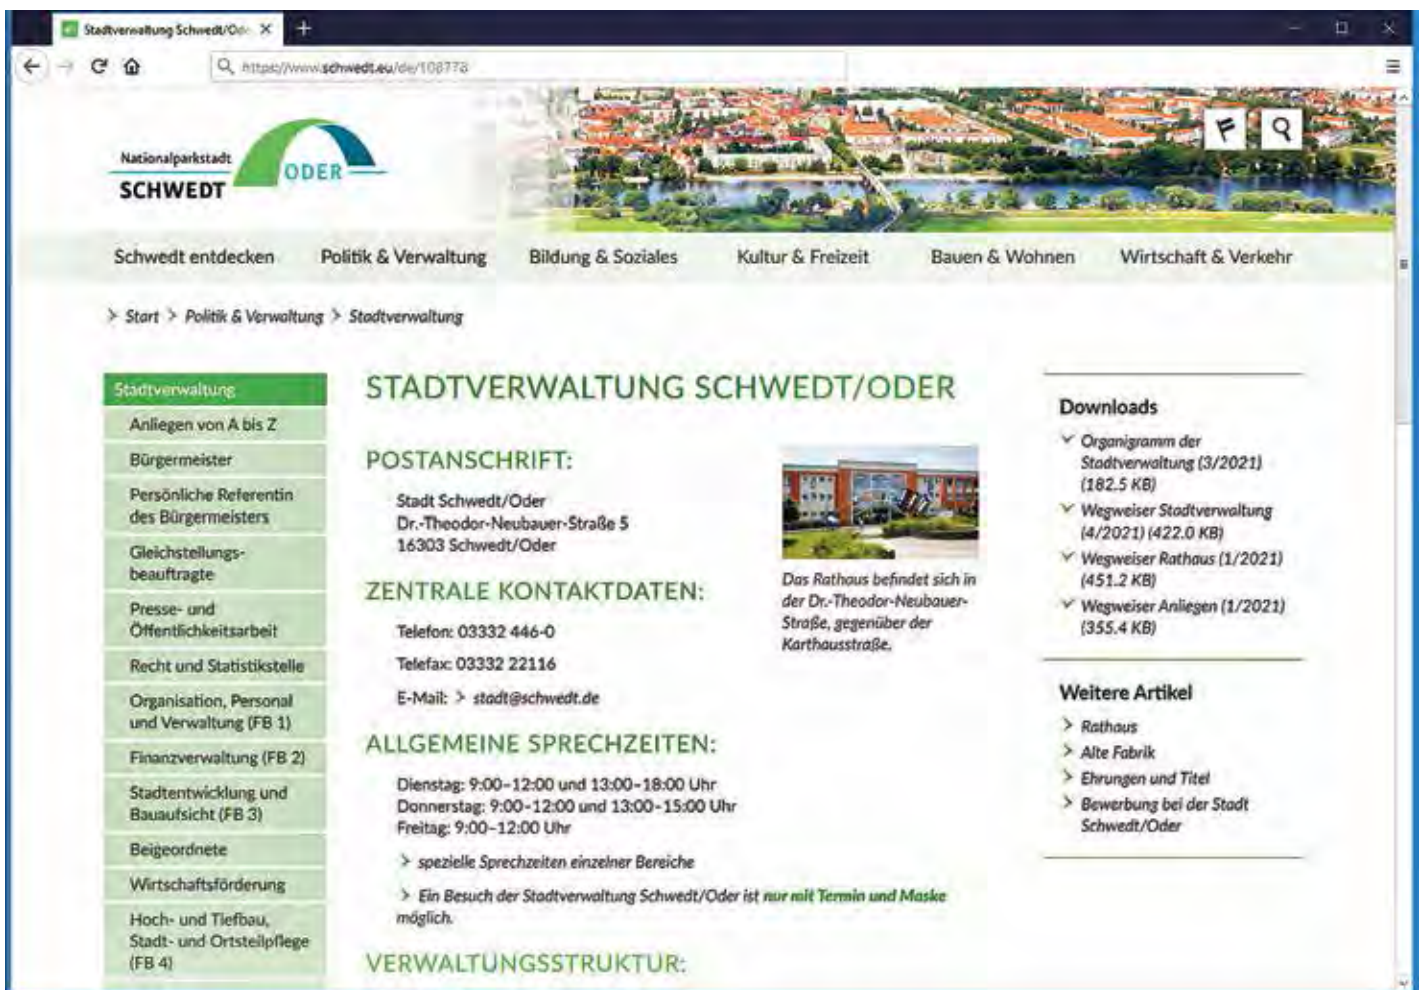 Stadtverwaltung Schwedt/Od
https://www.schwedt.eu/de/108778
Nationalparkstadt
SCHWEDT
ODER
Schwedt entdecken
Politik & Verwaltung
Bildung & Soziales
Kultur & Freizeit
Bauen & Wohnen
Wirtschaft & Verkehr
> Start > Politik & Verwaltung > Stadtverwaltung
Stadtverwaltung
Anliegen von A bis Z
Bürgermeister
Persönliche Referentin
des Bürgermeisters
Gleichstellungs-
beauftragte
Presse- und
Öffentlichkeitsarbeit
Recht und Statistikstelle
Organisation, Personal
und Verwaltung (FB 1)
Finanzverwaltung (FB 2)
Stadtentwicklung und
Bauaufsicht (FB 3)
Beigeordnete
Wirtschaftsförderung
Hoch- und Tiefbau,
Stadt- und Ortsteilpflege
(FB 4)
STADTVERWALTUNG SCHWEDT/ODER
POSTANSCHRIFT:
Stadt Schwedt/Oder
Dr.-Theodor-Neubauer-Straße 5
16303 Schwedt/Oder
ZENTRALE KONTAKTDATEN:
Telefon: 03332 446-0
Telefax: 03332 22116
E-Mail: > stadt@schwedt.de
ALLGEMEINE SPRECHZEITEN:
Dienstag: 9:00–12:00 und 13:00–18:00 Uhr
Donnerstag: 9:00–12:00 und 13:00–15:00 Uhr
Freitag: 9:00–12:00 Uhr
> spezielle Sprechzeiten einzelner Bereiche
> Ein Besuch der Stadtverwaltung Schwedt/Oder ist nur mit Termin und Maske
möglich.
VERWALTUNGSSTRUKTUR:
Das Rathaus befindet sich in
der Dr.-Theodor-Neubauer-
Straße, gegenüber der
Karthausstraße.
Downloads
Organigramm der
Stadtverwaltung (3/2021)
(182.5 KB)
Wegweiser Stadtverwaltung
(4/2021) (422.0 KB)
Wegweiser Rathaus (1/2021)
(451.2 KB)
Wegweiser Anliegen (1/2021)
(355.4 KB)
Weitere Artikel
> Rathaus
> Alte Fabrik
> Ehrungen und Titel
> Bewerbung bei der Stadt
Schwedt/Oder